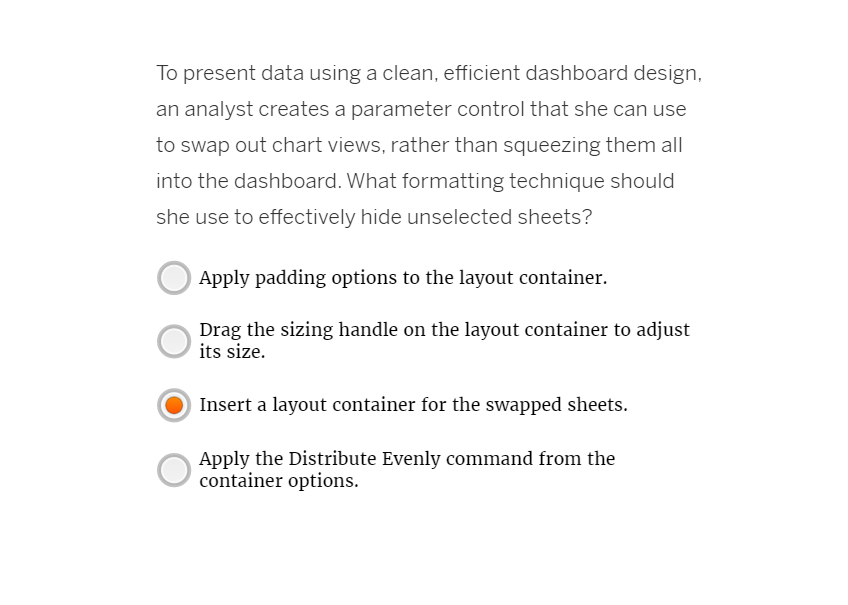 To present data using a clean, efficient dashboard design,
an analyst creates a parameter control that she can use
to swap out chart views, rather than squeezing them all
into the dashboard. What formatting technique should
she use to effectively hide unselected sheets?
Apply padding options to the layout container.
Drag the sizing handle on the layout container to adjust
its size.
Insert a layout container for the swapped sheets.
Apply the Distribute Evenly command from the
container options.